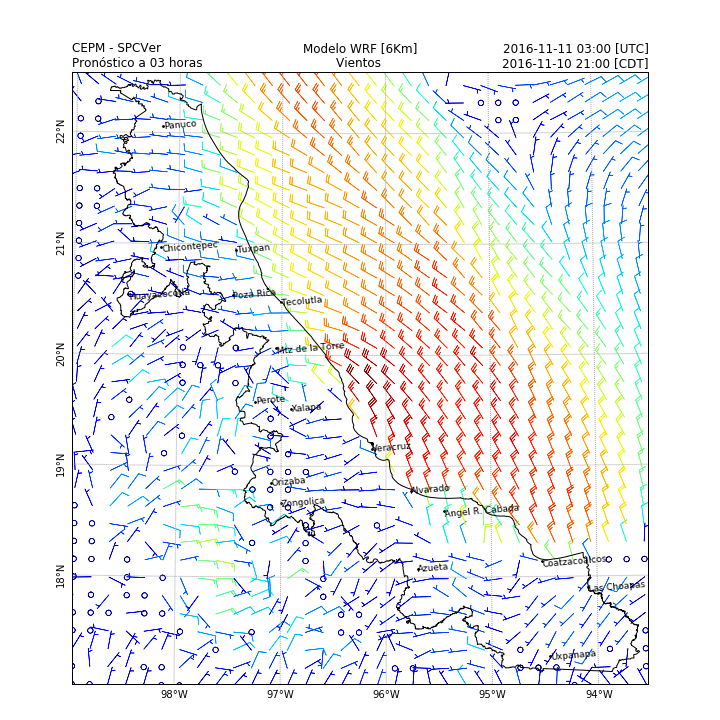 CEPM - SPCVer
Modelo WRF [6Km]
2016-11-11 03:00 [UTC]
Pronóstico a 03 horas
Vientos
2016-11-10 21:00 [CDT]
22°N
Panuco
21°N
Chicontepec
Tuxpan
Huayacocotla
Poza Rica
Tecolutla
20°N
Mtz de la Torre
Perote
Xalapa
19°N
Veracruz
Orizaba
Alvarado
Zongolica
Angel R. Cabada
18°N
Azueta
Coatzacoalcos
Las Choapas
Uxpanapa
98°W
97°W
96°W
95°W
94°W